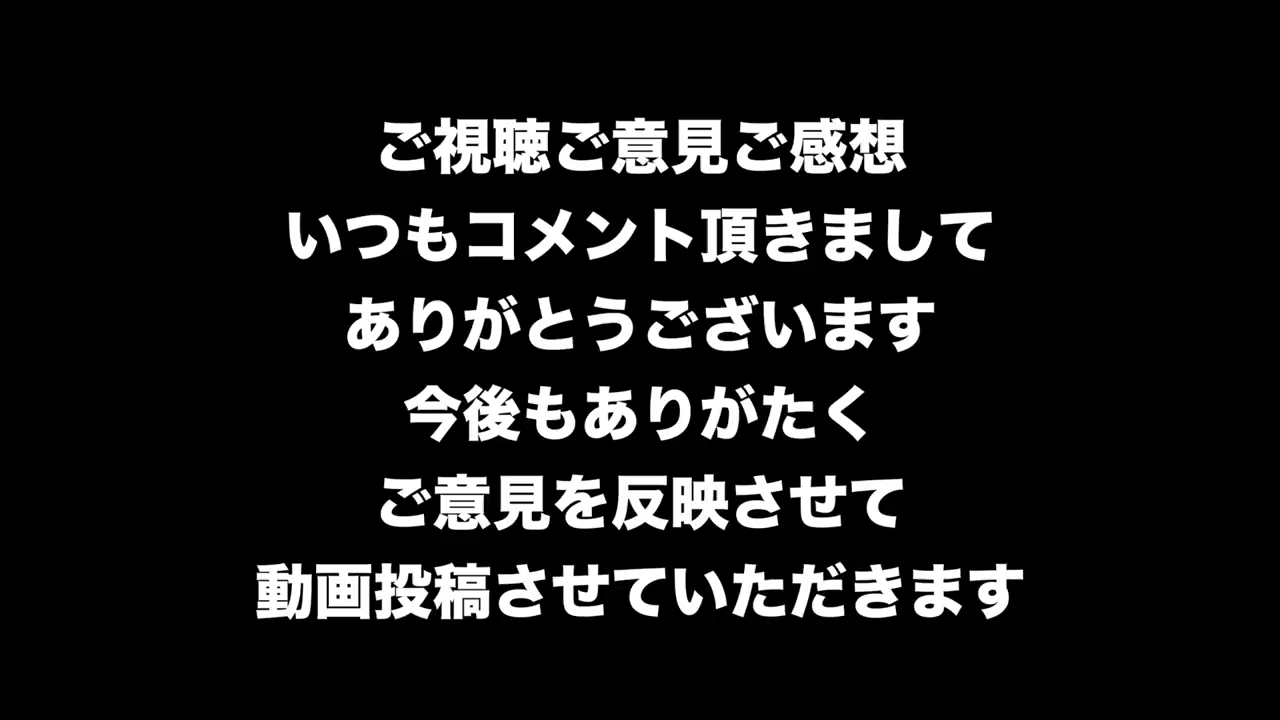 ご視聴ご意見ご感想
いつもコメント頂きまして
ありがとうございます
今後もありがたく
ご意見を反映させて
動画投稿させていただきます